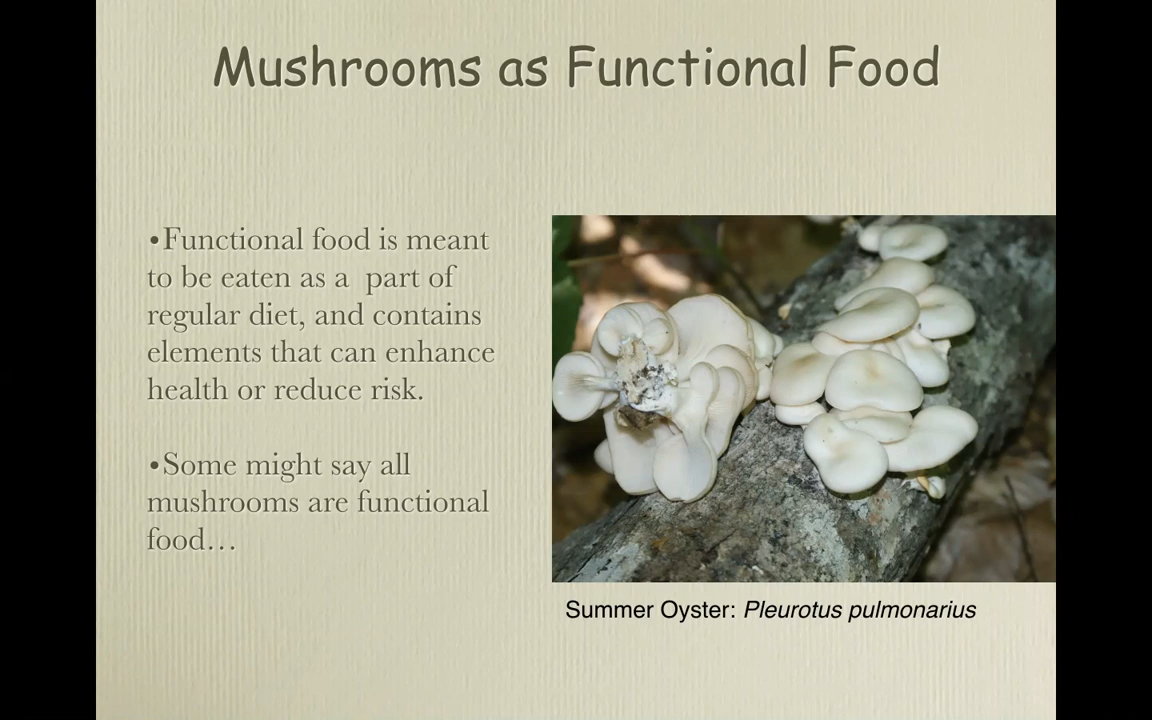 Mushrooms as Functional Food
•Functional food is meant
to be eaten as a  part of
regular diet, and contains
elements that can enhance
health or reduce risk.
•Some might say all
mushrooms are functional
food…
Summer Oyster: Pleurotus pulmonarius